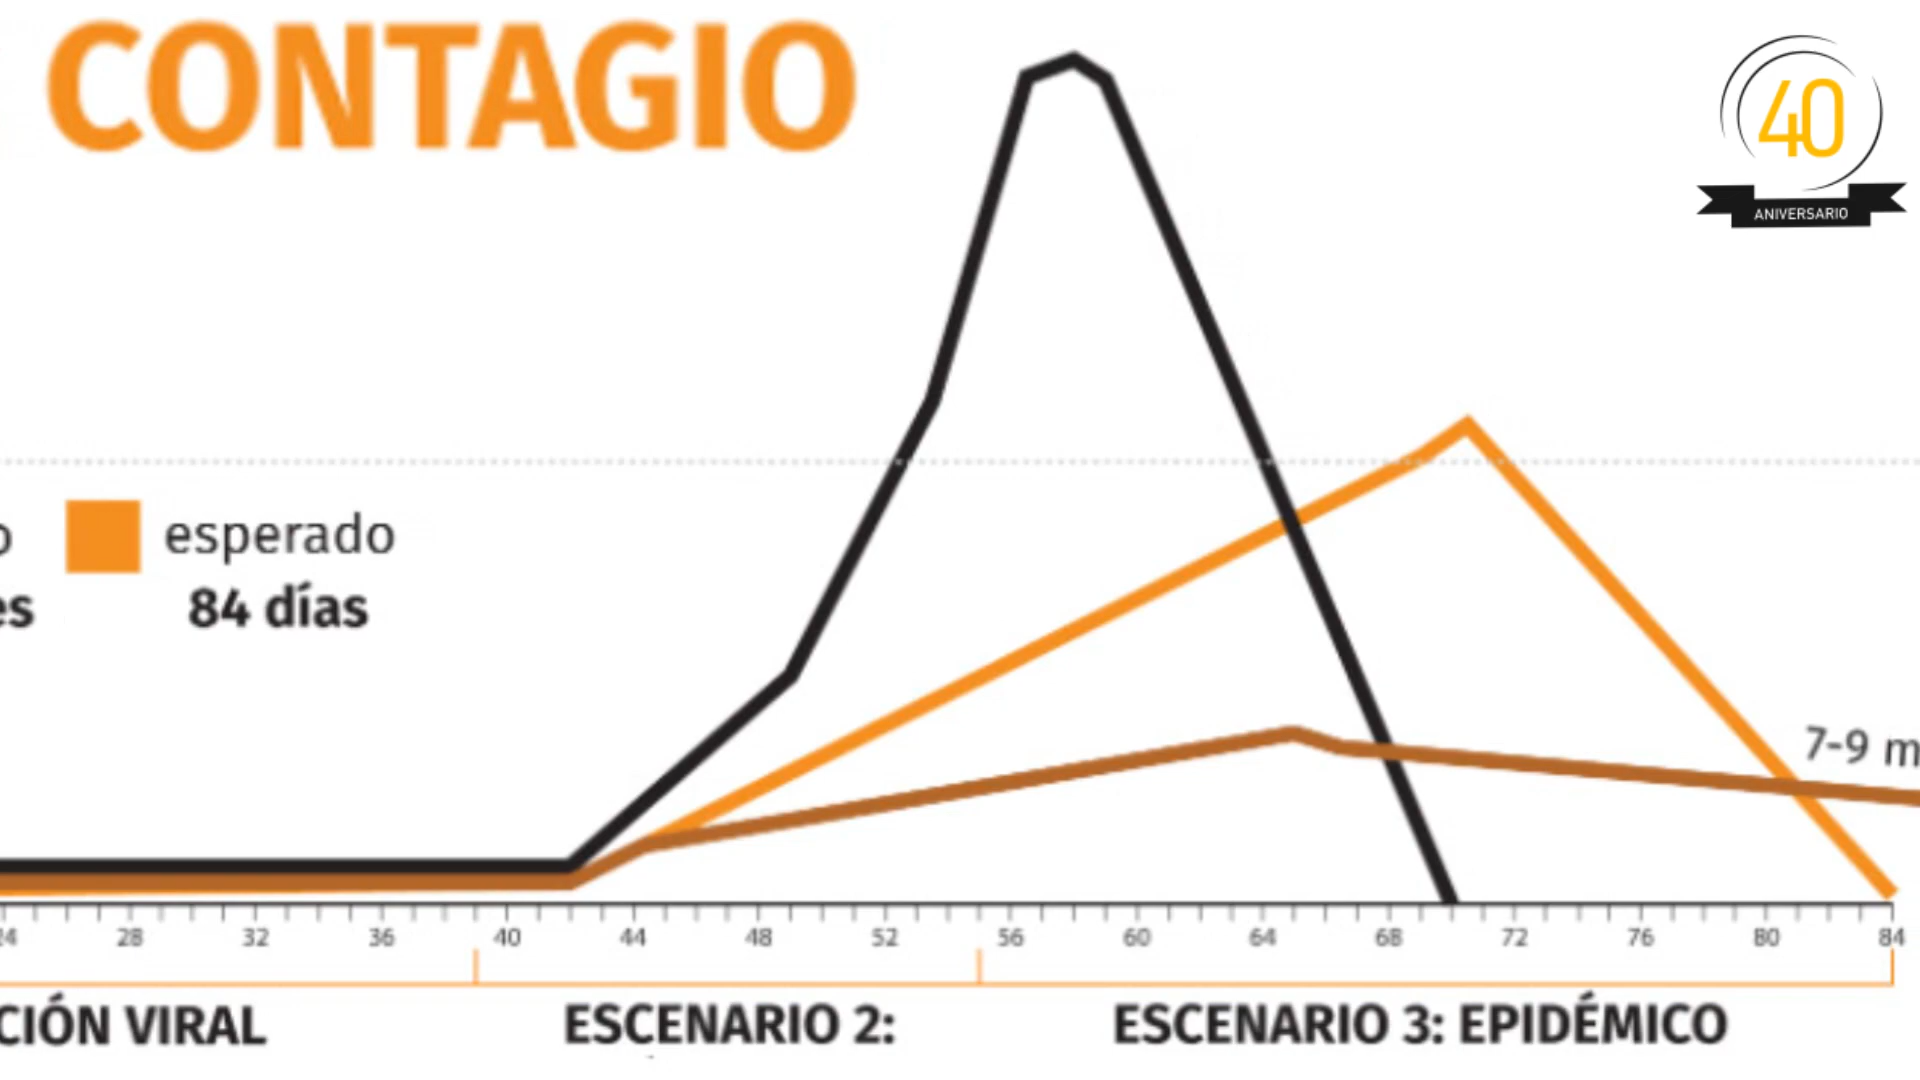 CONTAGIO
40
ANIVERSARIO
esperado
84 días
7-9 m
24 28 32 36 40 44 48 52 56 60 64 68 72 76 80 84
CIÓN VIRAL
ESCENARIO 2:
ESCENARIO 3: EPIDÉMICO